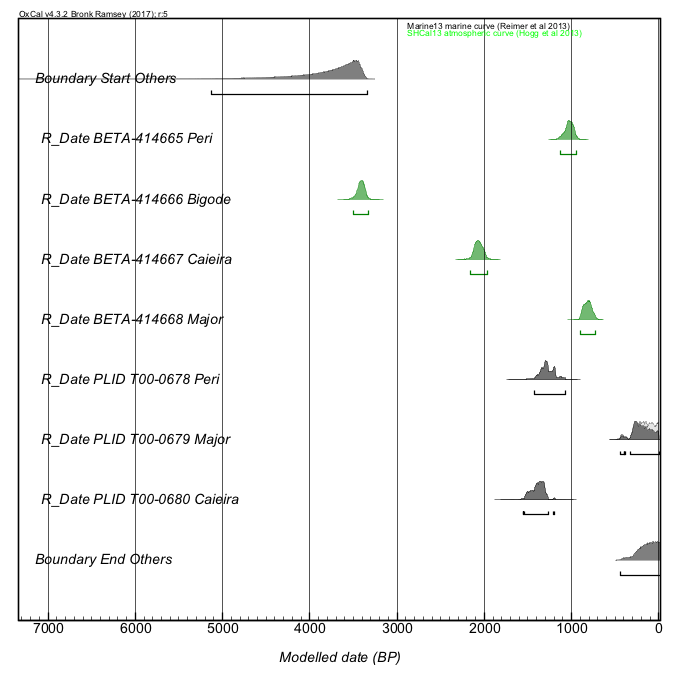 OxCal v4.3.2 Bronk Ramsey (2017); r:5
Marine13 marine curve (Reimer et al 2013)
SHCal13 atmospheric curve (Hogg et al 2013)
Boundary Start Others
R_Date BETA-414665 Peri
R_Date BETA-414666 Bigode
R_Date BETA-414667 Caieira
R_Date BETA-414668 Major
R_Date PLID T00-0678 Peri
R_Date PLID T00-0679 Major
R_Date PLID T00-0680 Caieira
Boundary End Others
7000 6000 5000 4000 3000 2000 1000 0
Modelled date (BP)